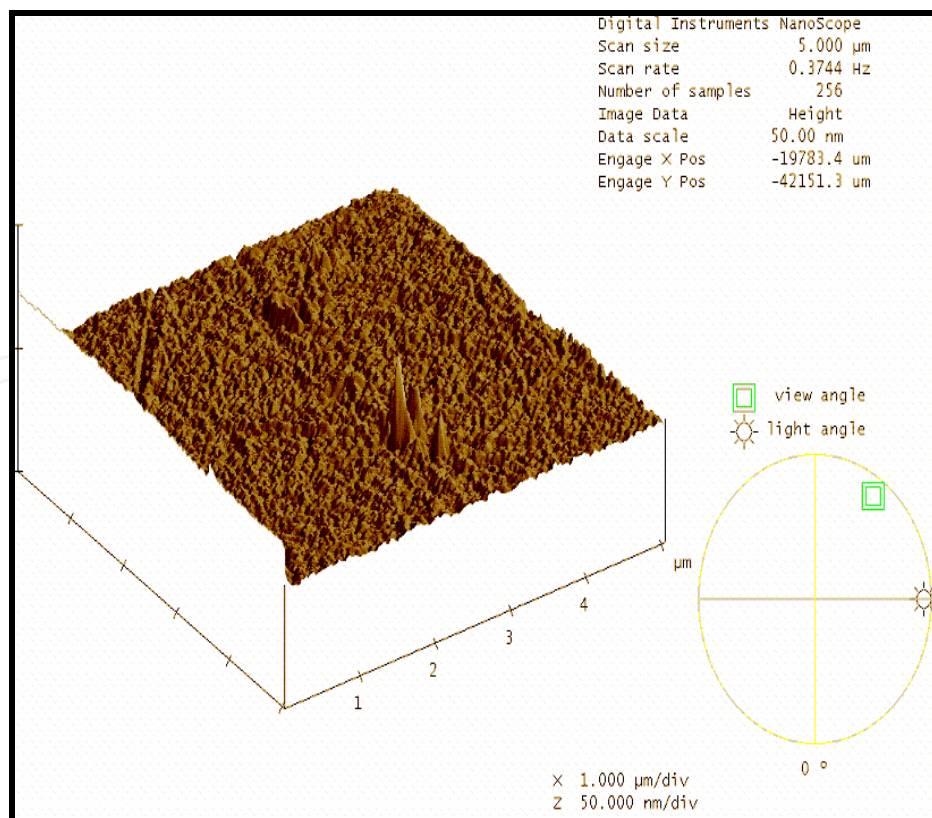 Digital Instruments NanoScope
Scan size 5.000 µm
Scan rate 0.3744 Hz
Number of samples 256
Image Data Height
Data scale 50.00 nm
Engage X Pos -19783.4 um
Engage Y Pos -42151.3 um
view angle
light angle
µm
4
3
2
1
0 °
X 1.000 µm/div
Z 50.000 nm/div